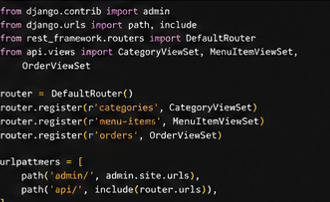 from django.contrib import admin
from django.urls import path, include
from rest_framework.routers import DefaultRouter
from api.views import CategoryViewSet, MenuItemViewSet,
    OrderViewSet

router = DefaultRouter()
router.register(r'categories', CategoryViewSet)
router.register(r'menu-items', MenuItemViewSet)
router.register(r'orders', OrderViewSet)

urlpattmers = [
    path('admin/', admin.site.urls),
    path('api/', include(router.urls)),